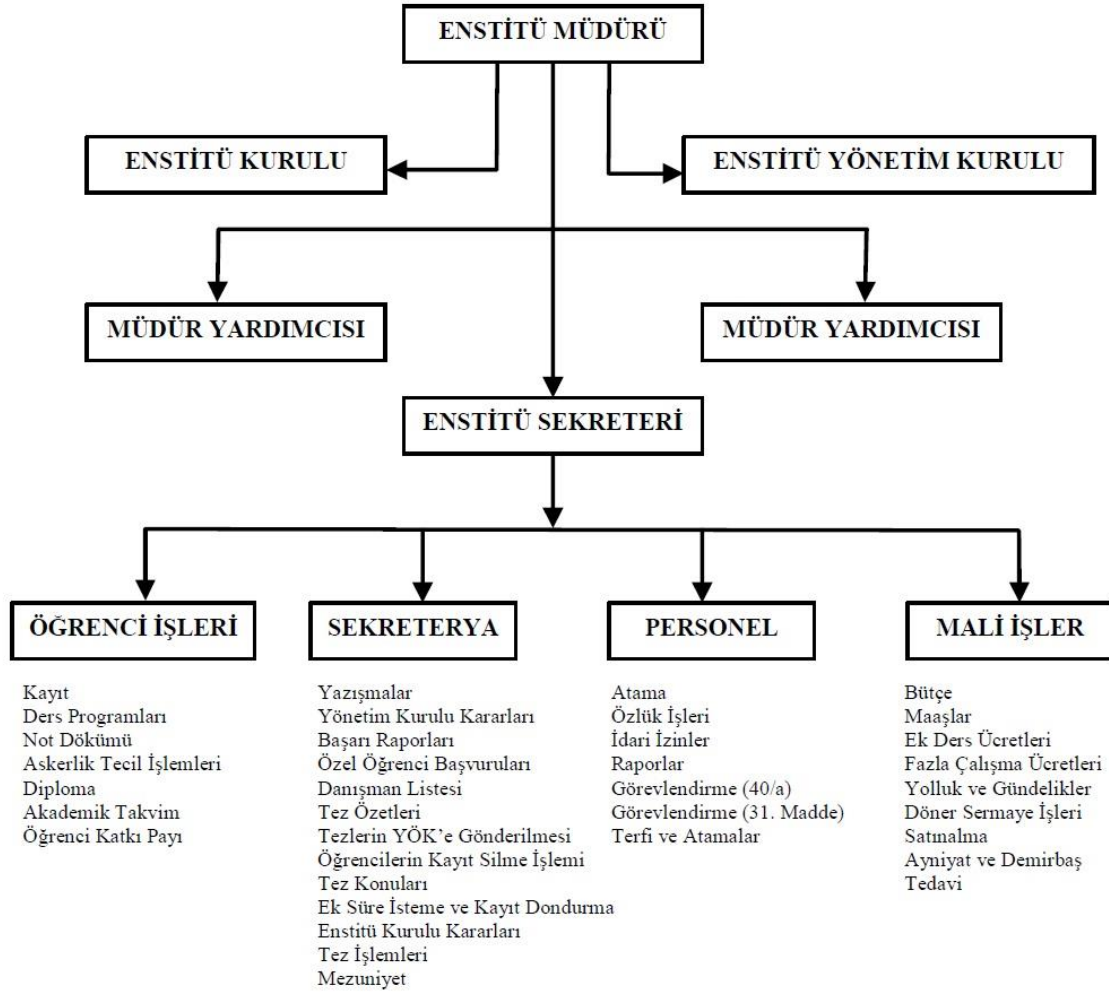 ENSTİTÜ MÜDÜRÜ
ENSTİTÜ KURULU
ENSTİTÜ YÖNETİM KURULU
MÜDÜR YARDIMCISI
MÜDÜR YARDIMCISI
ENSTİTÜ SEKRETERİ
ÖĞRENCİ İŞLERİ
Kayıt
Ders Programları
Not Dökümü
Askerlik Tecil İşlemleri
Diploma
Akademik Takvim
Öğrenci Katkı Payı
SEKRETERYA
Yazışmalar
Yönetim Kurulu Kararları
Başarı Raporları
Özel Öğrenci Başvuruları
Danışman Listesi
Tez Özetleri
Tezlerin YÖK’e Gönderilmesi
Öğrencilerin Kayıt Silme İşlemi
Tez Konuları
Ek Süre İsteme ve Kayıt Dondurma
Enstitü Kurulu Kararları
Tez İşlemleri
Mezuniyet
PERSONEL
Atama
Özlük İşleri
İdari İzinler
Raporlar
Görevlendirme (40/a)
Görevlendirme (31. Madde)
Terfi ve Atamalar
MALİ İŞLER
Bütçe
Maaşlar
Ek Ders Ücretleri
Fazla Çalışma Ücretleri
Yolluk ve Gündelikler
Döner Sermaye İşleri
Satınalma
Ayniyat ve Demirbaş
Tedavi